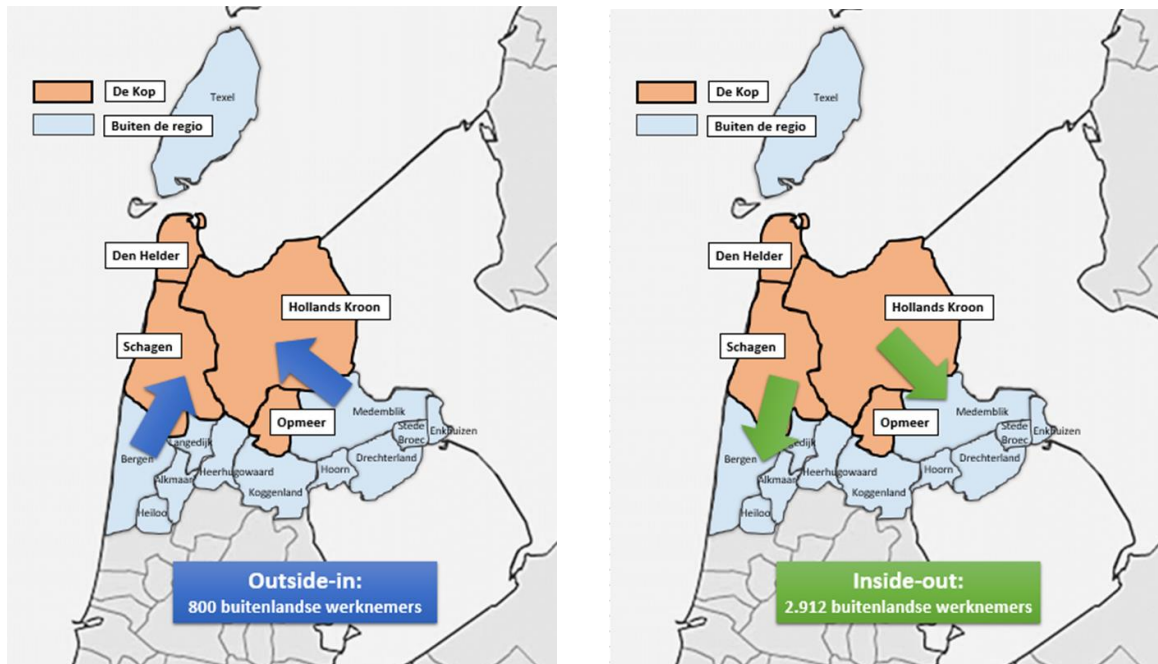 De Kop
Buiten de regio
Texel
Den Helder
Hollands Kroon
Schagen
Opmeer
Medemblik
Stede
Broec
Enkhuizen
Langedijk
Bergen
Heerhugowaard
Hoorn
Drechterland
Alkmaar
Koggenland
Heiloo
Outside-in:
800 buitenlandse werknemers
De Kop
Buiten de regio
Texel
Den Helder
Hollands Kroon
Schagen
Opmeer
Medemblik
Stede
Broec
Enkhuizen
Bergen
Heerhugowaard
Hoorn
Drechterland
Alkmaar
Koggenland
Heiloo
Inside-out:
2.912 buitenlandse werknemers